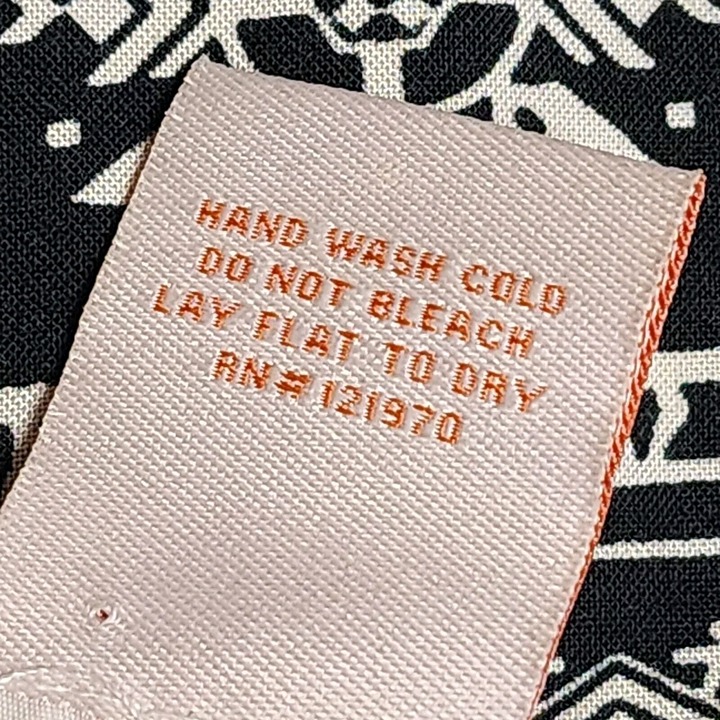 HAND WASH COLD
DO NOT BLEACH
LAY FLAT TO DRY
RN#121970